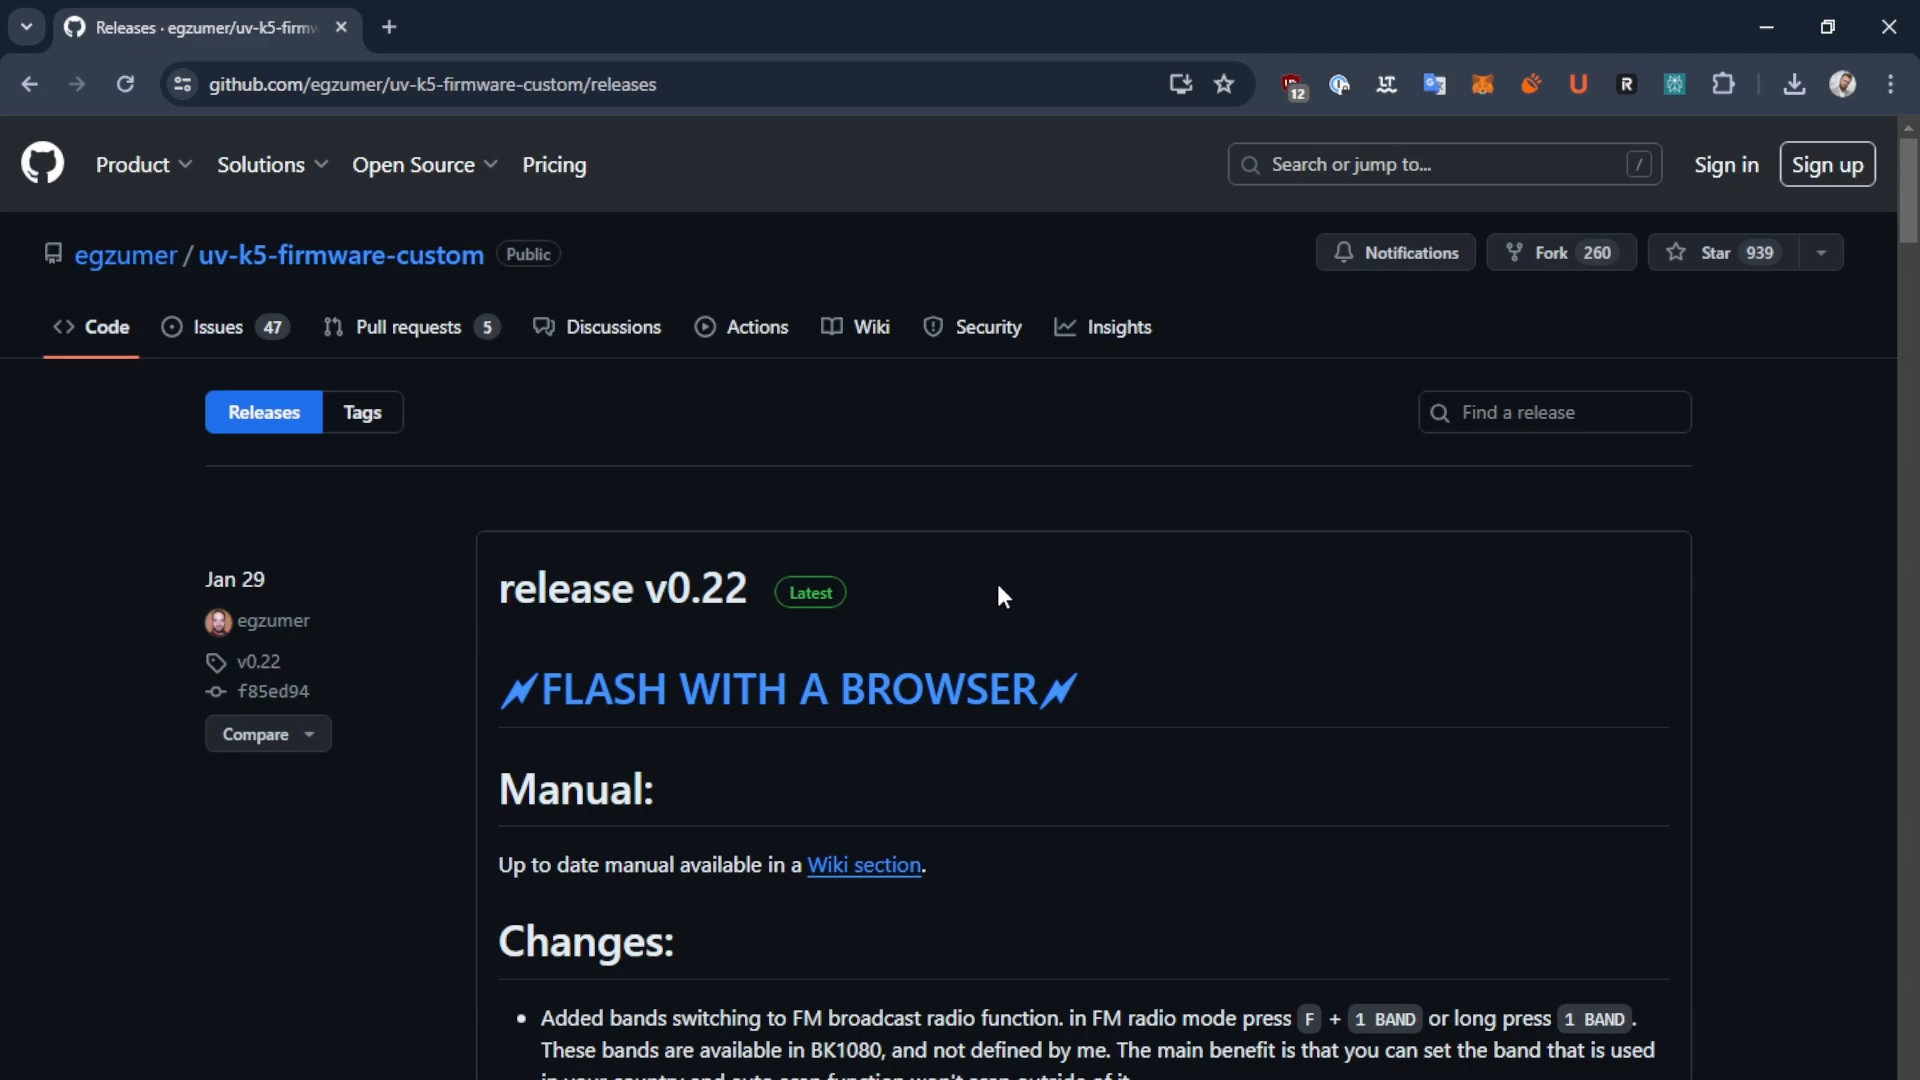 Releases · egzumer/uv-k5-firmw
github.com/egzumer/uv-k5-firmware-custom/releases
12
Product
Solutions
Open Source
Pricing
Search or jump to...
/
Sign in
Sign up
egzumer / uv-k5-firmware-custom
Public
Notifications
Fork 260
Star 939
Code
Issues 47
Pull requests 5
Discussions
Actions
Wiki
Security
Insights
Releases
Tags
Find a release
Jan 29
egzumer
v0.22
f85ed94
Compare
release v0.22
Latest
FLASH WITH A BROWSER
Manual:
Up to date manual available in a Wiki section.
Changes:
Added bands switching to FM broadcast radio function. in FM radio mode press F + 1 BAND or long press 1 BAND.
These bands are available in BK1080, and not defined by me. The main benefit is that you can set the band that is used